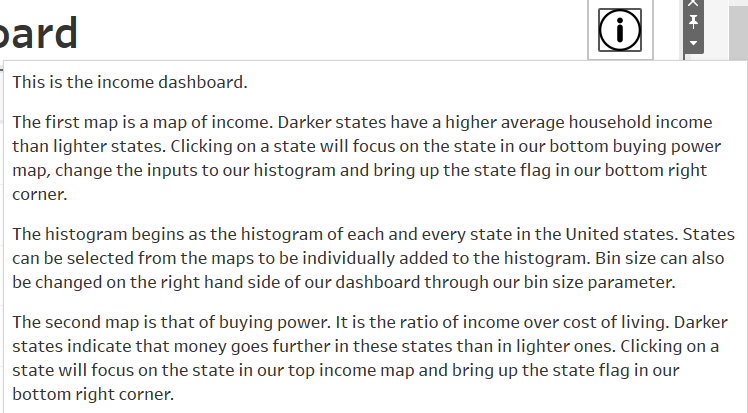 oard
i
This is the income dashboard.
The first map is a map of income. Darker states have a higher average household income
than lighter states. Clicking on a state will focus on the state in our bottom buying power
map, change the inputs to our histogram and bring up the state flag in our bottom right
corner.
The histogram begins as the histogram of each and every state in the United states. States
can be selected from the maps to be individually added to the histogram. Bin size can also
be changed on the right hand side of our dashboard through our bin size parameter.
The second map is that of buying power. It is the ratio of income over cost of living. Darker
states indicate that money goes further in these states than in lighter ones. Clicking on a
state will focus on the state in our top income map and bring up the state flag in our
bottom right corner.